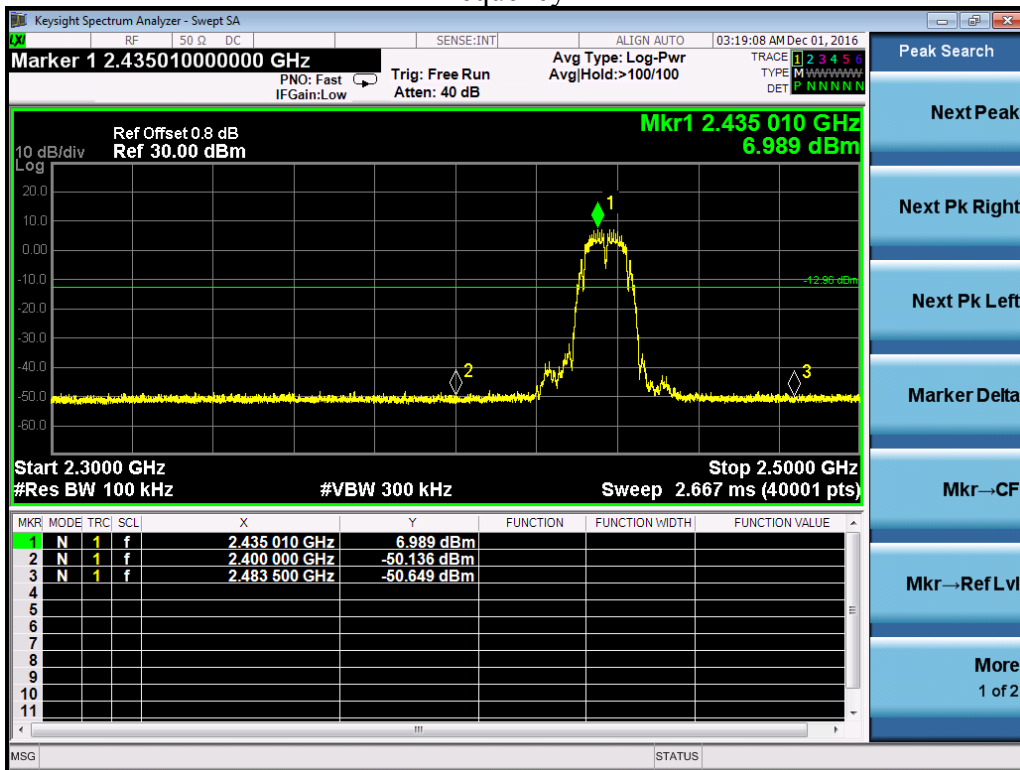 Keysight Spectrum Analyzer - Swept SA
LXI RF 50 Ω DC SENSE:INT ALIGN AUTO 03:19:08 AM Dec 01, 2016
Marker 1 2.435010000000 GHz
PNO: Fast
IFGain:Low
Trig: Free Run
Atten: 40 dB
Avg Type: Log-Pwr
Avg|Hold:>100/100
TRACE 1 2 3 4 5 6
TYPE M WWWWW
DET P N N N N N
Ref Offset 0.8 dB
Ref 30.00 dBm
Mkr1 2.435 010 GHz
6.989 dBm
10 dB/div
Log
20.0
10.0
0.00
-10.0
-20.0
-30.0
-40.0
-50.0
-60.0
1
2
3
-12.96 dBm
Start 2.3000 GHz Stop 2.5000 GHz
#Res BW 100 kHz #VBW 300 kHz Sweep 2.667 ms (40001 pts)
MKR MODE TRC SCL X Y FUNCTION FUNCTION WIDTH FUNCTION VALUE
1 N 1 f 2.435 010 GHz 6.989 dBm
2 N 1 f 2.400 000 GHz -50.136 dBm
3 N 1 f 2.483 500 GHz -50.649 dBm
4
5
6
7
8
9
10
11
MSG STATUS
Peak Search
Next Peak
Next Pk Right
Next Pk Left
Marker Delta
Mkr→CF
Mkr→Ref Lvl
More
1 of 2